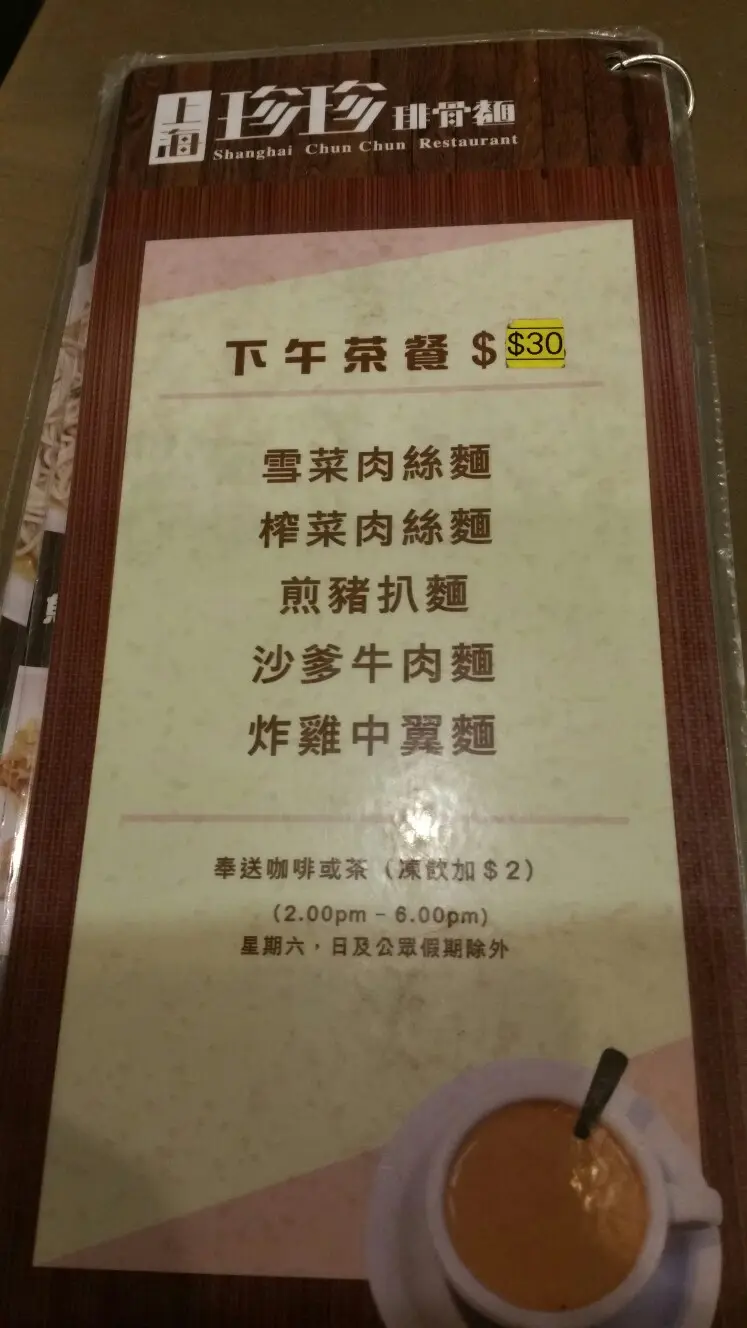 上海 珍珍 排骨麵
Shanghai Chun Chun Restaurant
下午茶餐 $ $30
雪菜肉絲麵
榨菜肉絲麵
煎豬扒麵
沙爹牛肉麵
炸雞中翼麵
奉送咖啡或茶（凍飲加$2）
(2.00pm - 6.00pm)
星期六，日及公眾假期除外